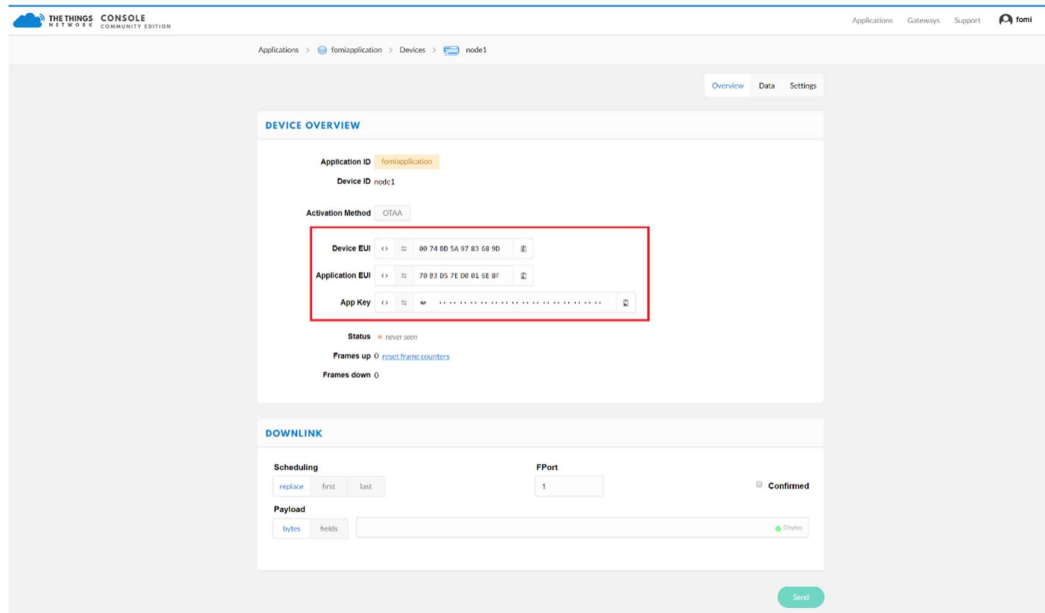 THE THINGS NETWORK CONSOLE COMMUNITY EDITION
Applications Gateways Support fomi
Applications > fomiapplication > Devices > node1
Overview Data Settings
DEVICE OVERVIEW
Application ID fomiapplication
Device ID node1
Activation Method OTAA
Device EUI <> 00 74 BD 5A 97 83 68 9D
Application EUI <> 70 B3 D5 7E D0 01 6E 8F
App Key <>
Status never seen
Frames up 0 reset frame counters
Frames down 0
DOWNLINK
Scheduling
replace first last
FPort
1
Confirmed
Payload
bytes fields
0 bytes
Send